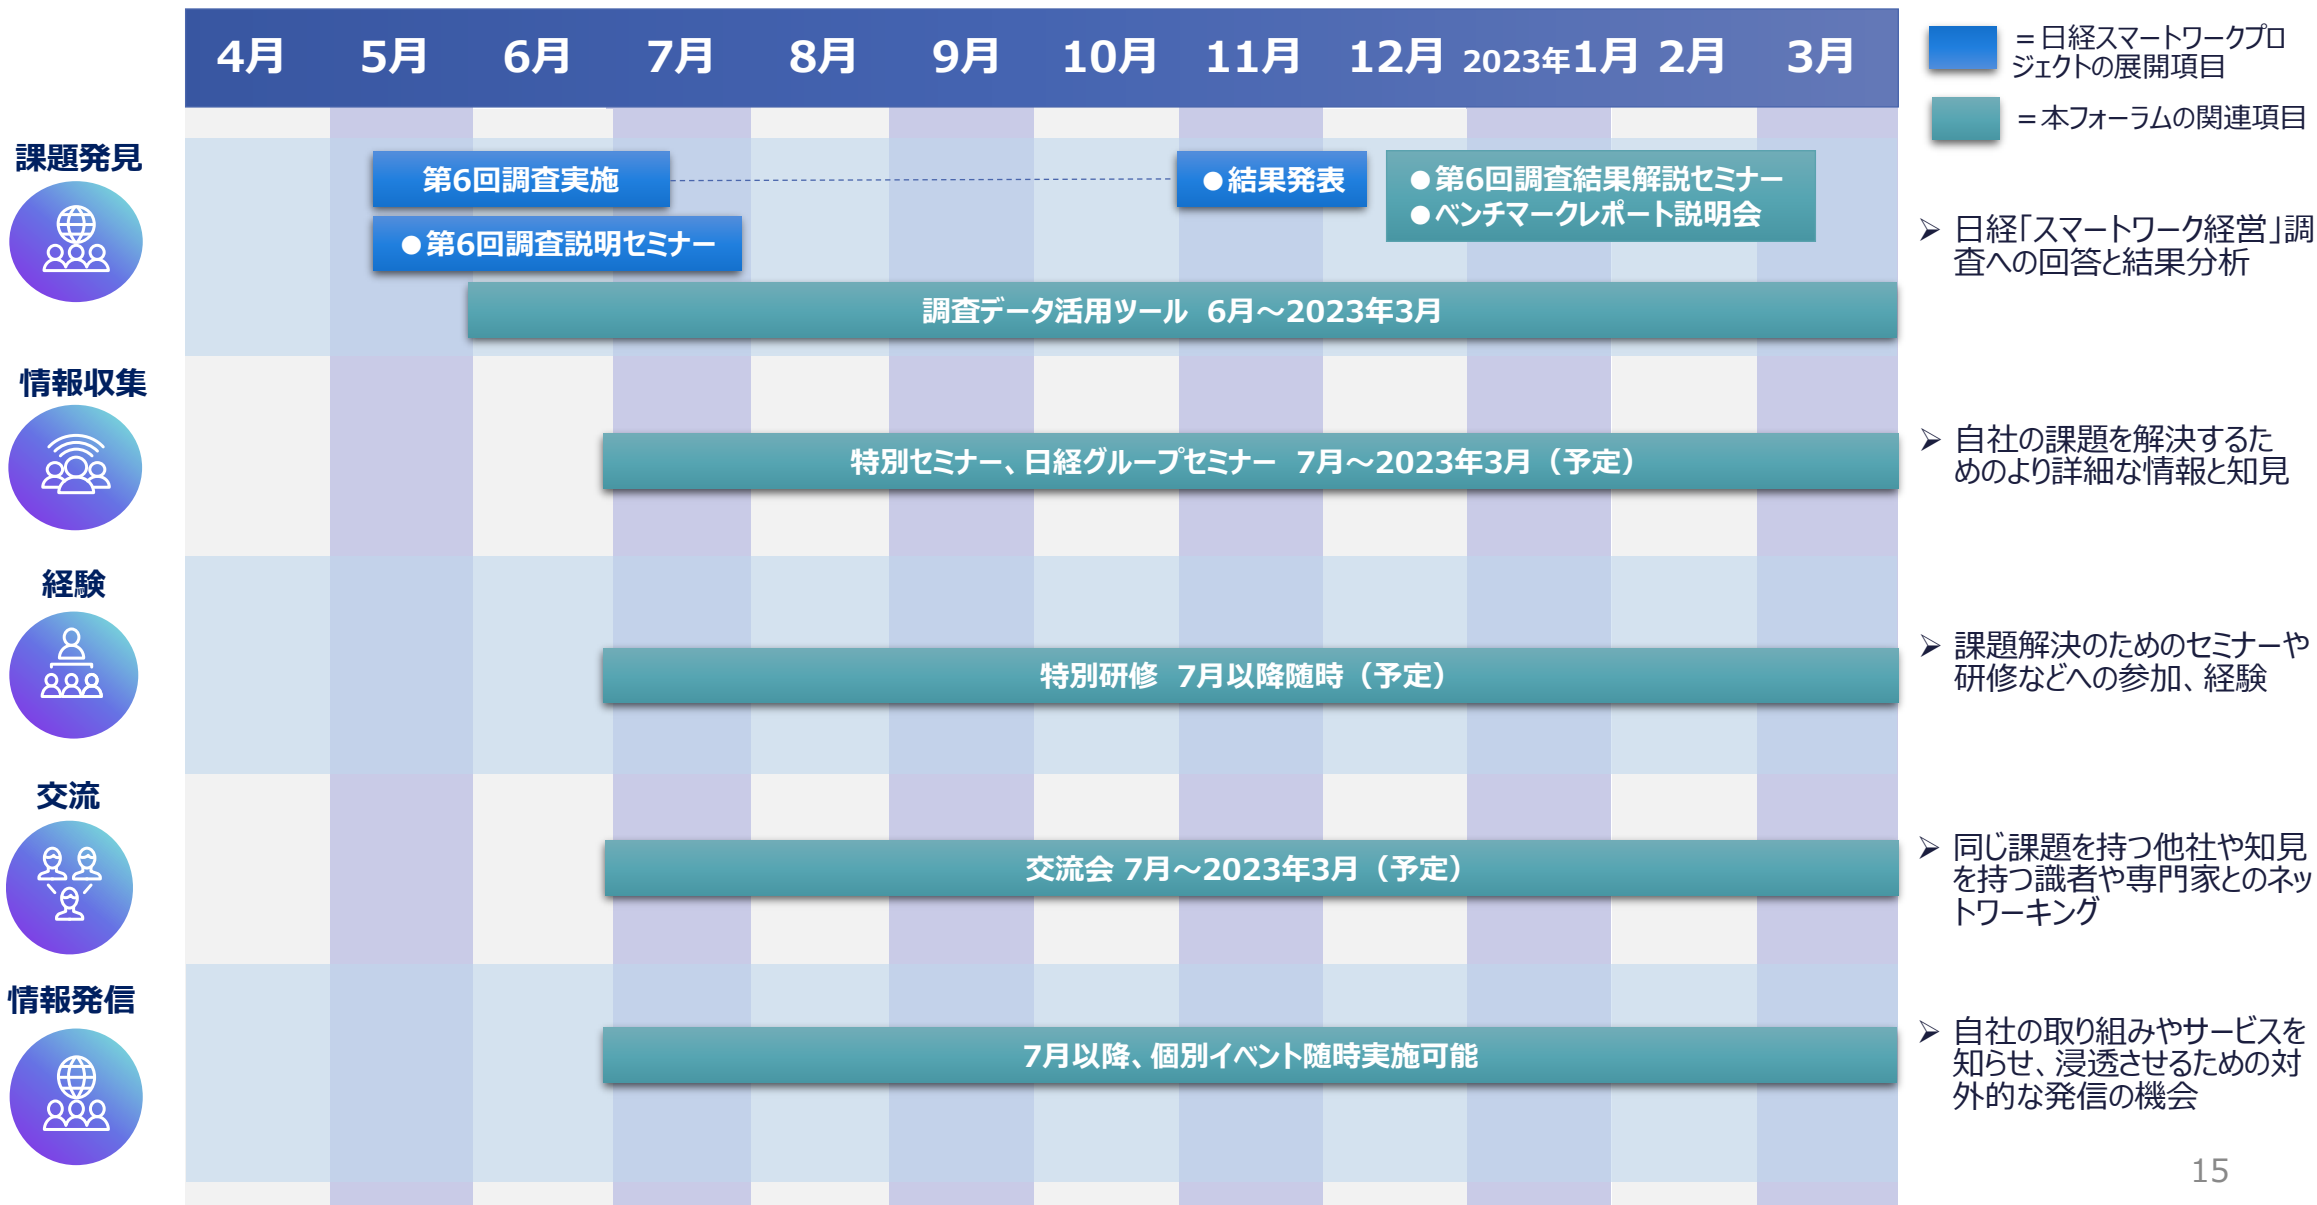 4月 5月 6月 7月 8月 9月 10月 11月 12月 2023年1月 2月 3月
＝日経スマートワークプロ
ジェクトの展開項目
＝本フォーラムの関連項目
課題発見
第6回調査実施
●結果発表
●第6回調査結果解説セミナー
●ベンチマークレポート説明会
●第6回調査説明セミナー
調査データ活用ツール 6月～2023年3月
➢ 日経「スマートワーク経営」調
査への回答と結果分析
情報収集
特別セミナー、日経グループセミナー 7月～2023年3月（予定）
➢ 自社の課題を解決するた
めのより詳細な情報と知見
経験
特別研修 7月以降随時（予定）
➢ 課題解決のためのセミナーや
研修などへの参加、経験
交流
交流会 7月～2023年3月（予定）
➢ 同じ課題を持つ他社や知見
を持つ識者や専門家とのネッ
トワーキング
情報発信
7月以降、個別イベント随時実施可能
➢ 自社の取り組みやサービスを
知らせ、浸透させるための対
外的な発信の機会
15